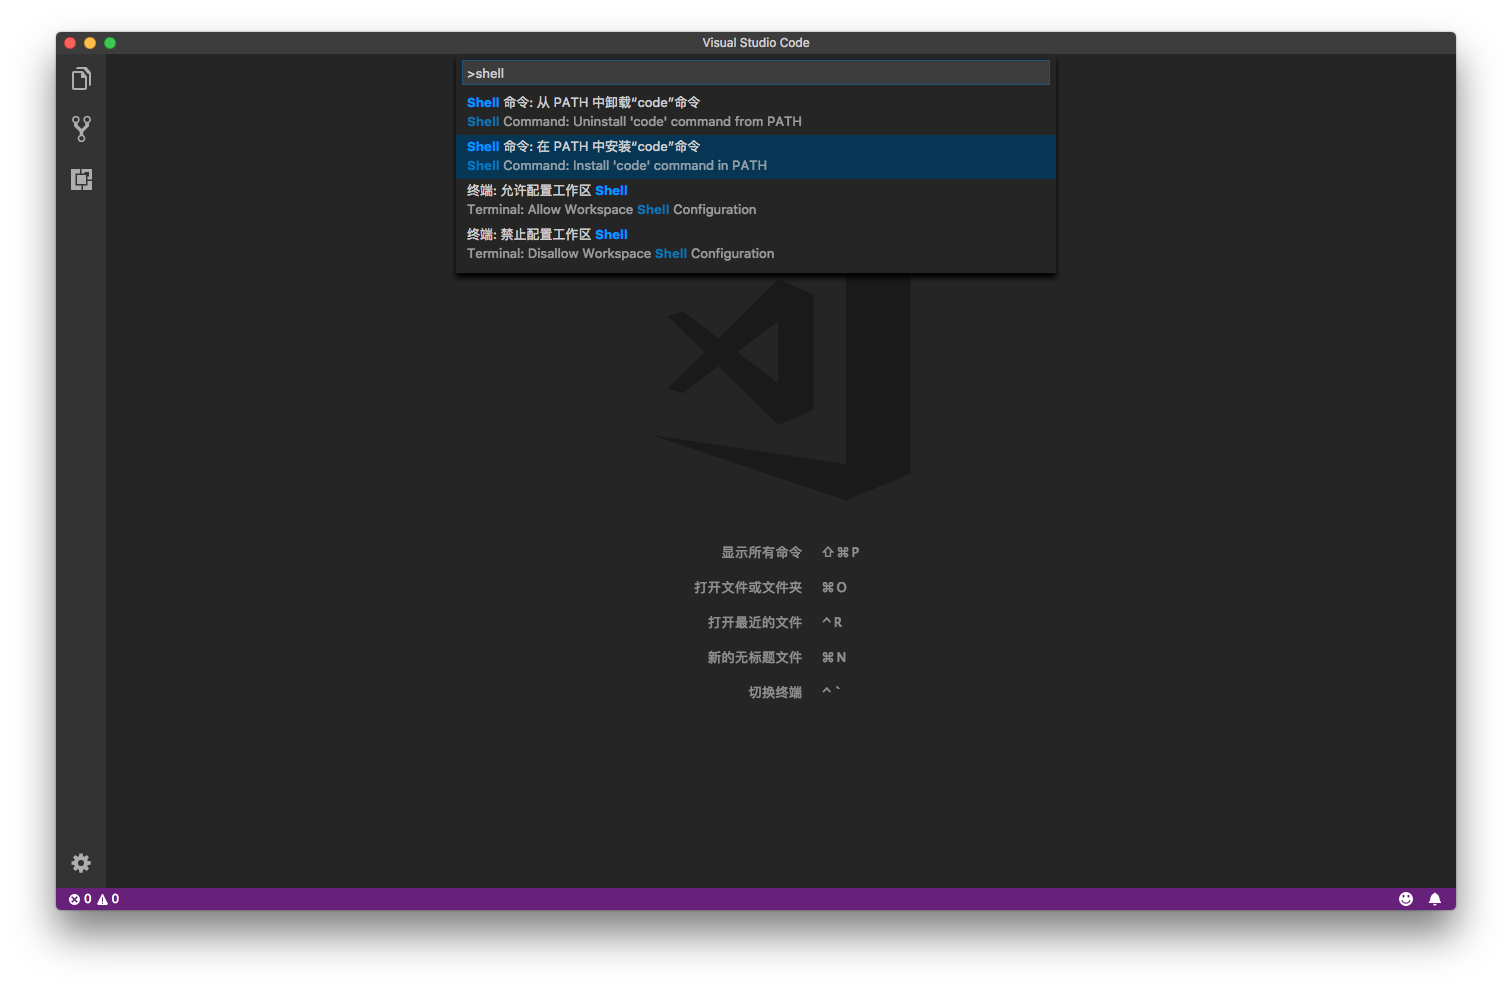 Visual Studio Code
>shell
Shell 命令: 从 PATH 中卸载“code”命令
Shell Command: Uninstall 'code' command from PATH
Shell 命令: 在 PATH 中安装“code”命令
Shell Command: Install 'code' command in PATH
终端: 允许配置工作区 Shell
Terminal: Allow Workspace Shell Configuration
终端: 禁止配置工作区 Shell
Terminal: Disallow Workspace Shell Configuration
显示所有命令 ⇧⌘P
打开文件或文件夹 ⌘O
打开最近的文件 ^R
新的无标题文件 ⌘N
切换终端 ^`
0 0